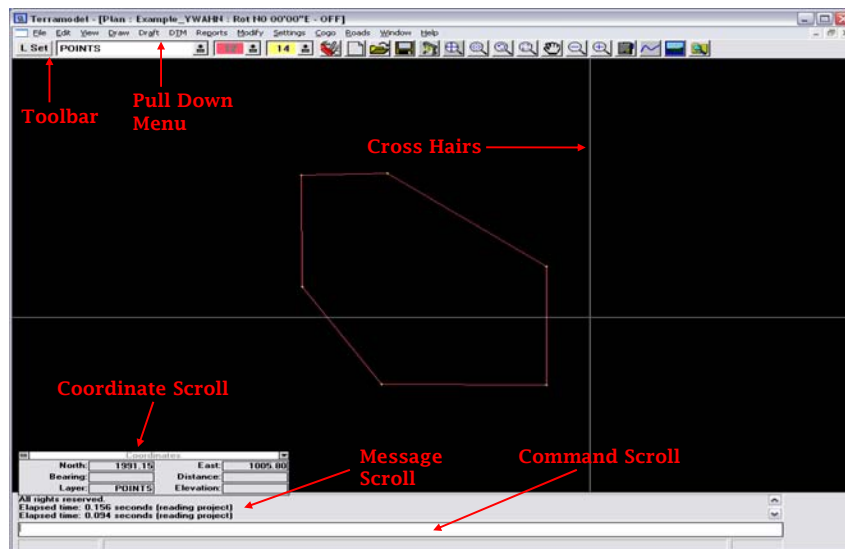 Terramodel - [Plan : Example_YWAHN : Rot N0 00'00"E - OFF]
File Edit View Draw Draft DTM Reports Modify Settings Cogo Roads Window Help
L Set POINTS 12 14
Toolbar
Pull Down
Menu
Cross Hairs
Coordinate Scroll
Coordinates
North: 1991.15 East: 1005.80
Bearing: Distance:
Layer: POINTS Elevation:
Message
Scroll
Command Scroll
All rights reserved.
Elapsed time: 0.156 seconds (reading project)
Elapsed time: 0.094 seconds (reading project)